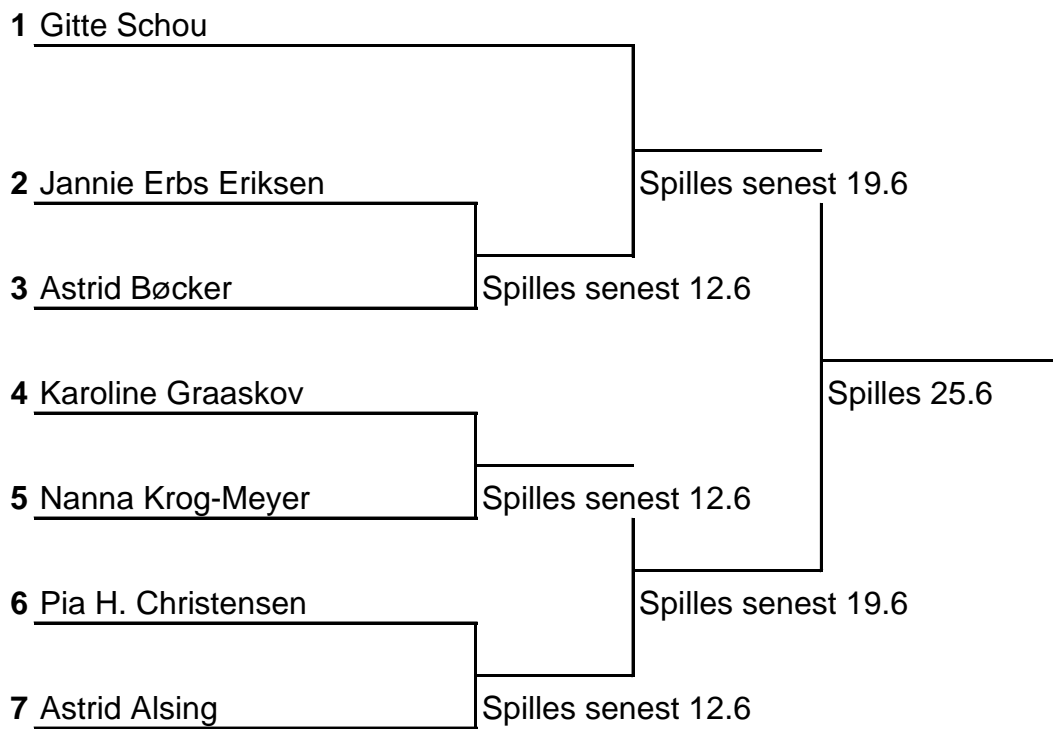 1 Gitte Schou
2 Jannie Erbs Eriksen
Spilles senest 19.6
3 Astrid Bøcker
Spilles senest 12.6
4 Karoline Graaskov
Spilles 25.6
5 Nanna Krog-Meyer
Spilles senest 12.6
6 Pia H. Christensen
Spilles senest 19.6
7 Astrid Alsing
Spilles senest 12.6